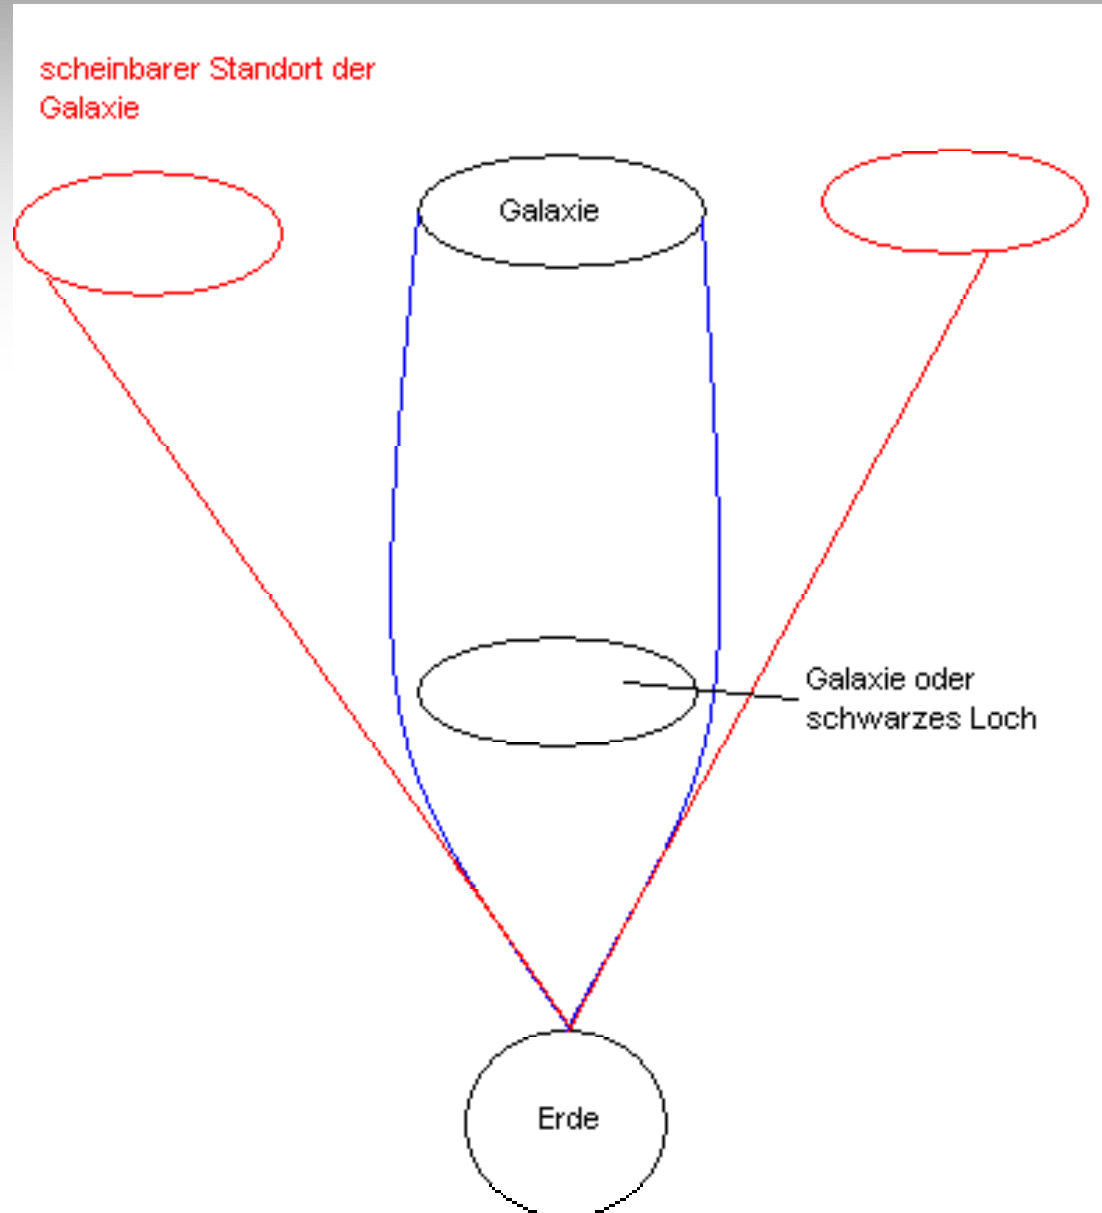 scheinbarer Standort der
Galaxie
Galaxie
Galaxie oder
schwarzes Loch
Erde